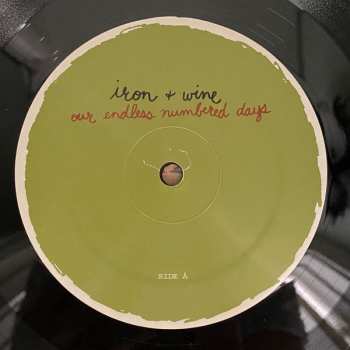 iron + wine
our endless numbered days
SIDE A